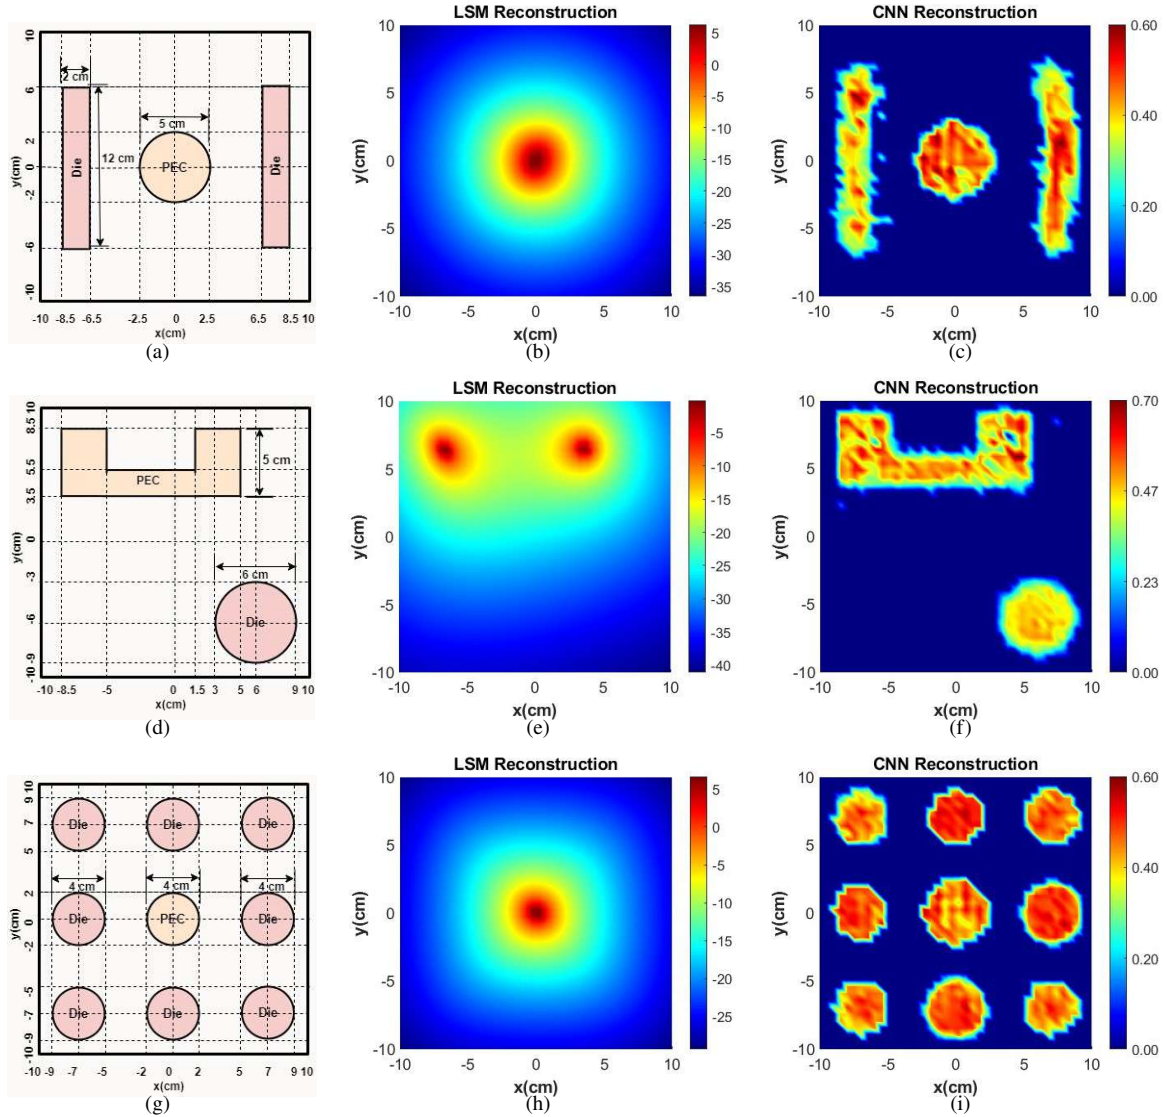 LSM Reconstruction
CNN Reconstruction
10
6
2
0
-2
-6
-10
y(cm)
2 cm
5 cm
12 cm
Die
PEC
Die
-10 -8.5 -6.5 -2.5 0 2.5 6.5 8.5 10
x(cm)
(a)
10
5
0
-5
-10
y(cm)
-10 -5 0 5 10
x(cm)
5
0
-5
-10
-15
-20
-25
-30
-35
(b)
10
5
0
-5
-10
y(cm)
-10 -5 0 5 10
x(cm)
0.60
0.40
0.20
0.00
(c)
LSM Reconstruction
CNN Reconstruction
10
8.5
5.5
3.5
0
-3
-6
-9
-10
y(cm)
PEC
5 cm
6 cm
Die
-10 -8.5 -5 0 1.5 3 5 6 9 10
x(cm)
(d)
10
5
0
-5
-10
y(cm)
-10 -5 0 5 10
x(cm)
0
-5
-10
-15
-20
-25
-30
-35
-40
(e)
10
5
0
-5
-10
y(cm)
-10 -5 0 5 10
x(cm)
0.70
0.47
0.23
0.00
(f)
LSM Reconstruction
CNN Reconstruction
10
9
7
5
2
0
-2
-5
-7
-9
-10
y(cm)
Die Die Die
4 cm 4 cm 4 cm
Die PEC Die
Die Die Die
-10 -9 -7 -5 -2 0 2 5 7 9 10
x(cm)
(g)
10
5
0
-5
-10
y(cm)
-10 -5 0 5 10
x(cm)
5
0
-5
-10
-15
-20
-25
(h)
10
5
0
-5
-10
y(cm)
-10 -5 0 5 10
x(cm)
0.60
0.40
0.20
0.00
(i)